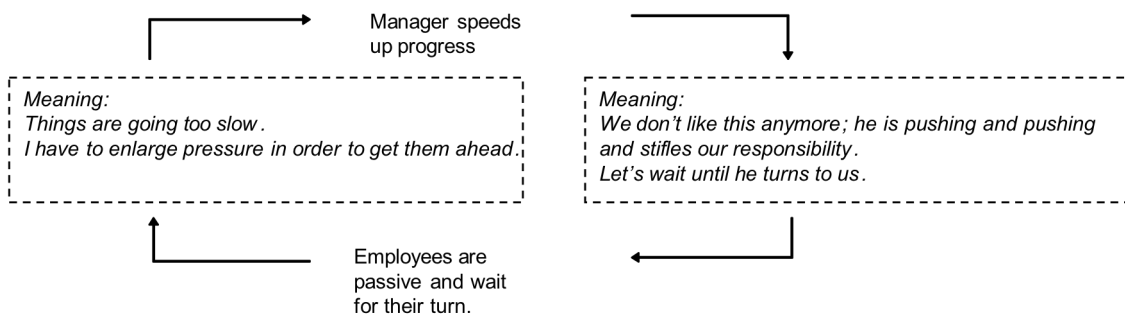 Manager speeds
up progress
Meaning:
Things are going too slow.
I have to enlarge pressure in order to get them ahead.
Meaning:
We don't like this anymore; he is pushing and pushing
and stifles our responsibility.
Let's wait until he turns to us.
Employees are
passive and wait
for their turn.